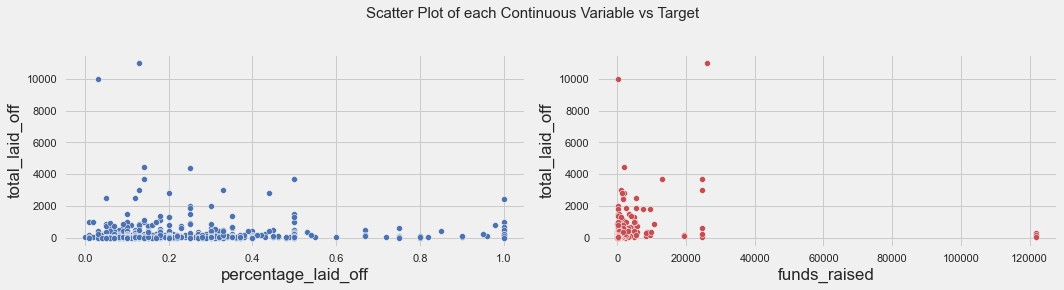 Scatter Plot of each Continuous Variable vs Target
total_laid_off
10000
8000
6000
4000
2000
0
0.0 0.2 0.4 0.6 0.8 1.0
percentage_laid_off
total_laid_off
10000
8000
6000
4000
2000
0
0 20000 40000 60000 80000 100000 120000
funds_raised